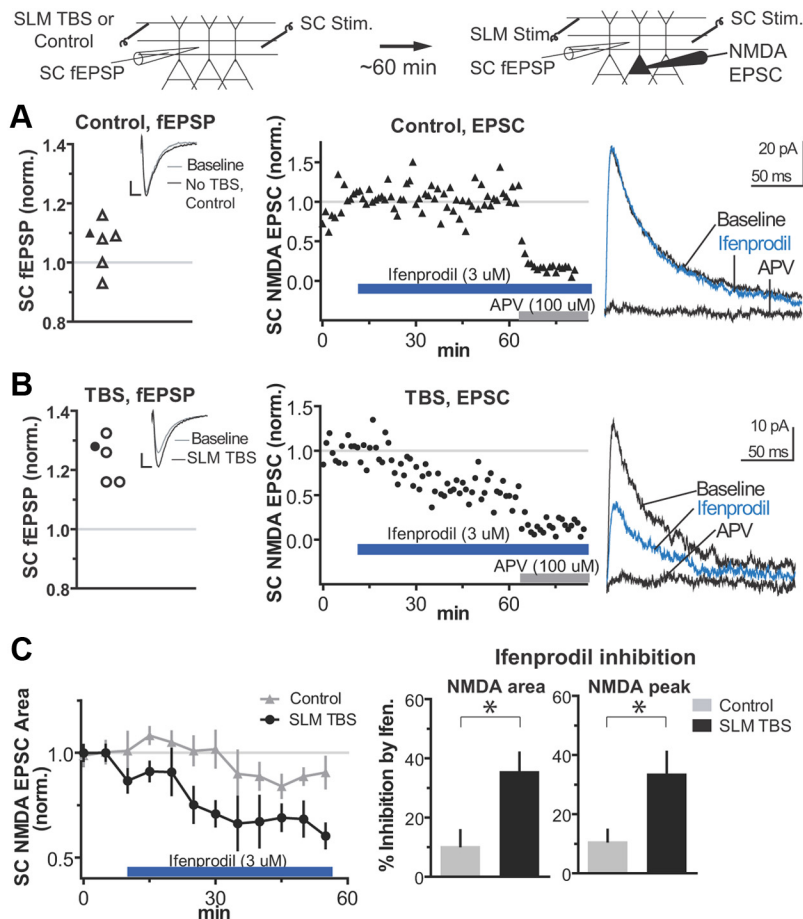 SLM TBS or
Control
SC Stim.
SC fEPSP
~60 min
SLM Stim.
SC Stim.
SC fEPSP
NMDA
EPSC
A
Control, fEPSP
SC fEPSP (norm.)
1.4
1.2
1.0
0.8
Baseline
No TBS,
Control
Control, EPSC
SC NMDA EPSC (norm.)
1.5
1.0
0.5
0.0
Ifenprodil (3 uM)
APV (100 uM)
0
60
min
20 pA
50 ms
Baseline
Ifenprodil
APV
B
TBS, fEPSP
SC fEPSP (norm.)
1.4
1.2
1.0
0.8
Baseline
SLM TBS
TBS, EPSC
SC NMDA EPSC (norm.)
1.5
1.0
0.5
0.0
Ifenprodil (3 uM)
APV (100 uM)
0
60
min
10 pA
50 ms
Baseline
Ifenprodil
APV
C
SC NMDA EPSC Area
(norm.)
1.0
0.5
Control
SLM TBS
Ifenprodil (3 uM)
0
30
60
min
Ifenprodil inhibition
NMDA area
% Inhibition by Ifen.
60
40
20
0
*
NMDA peak
60
40
20
0
*
Control
SLM TBS